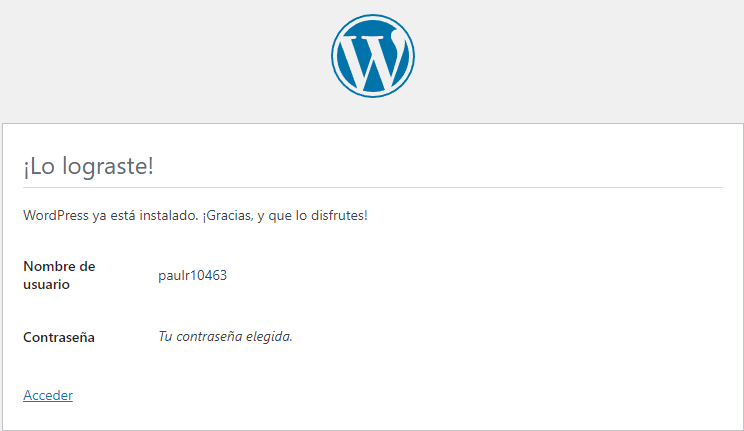 ¡Lo lograste!
WordPress ya está instalado. ¡Gracias, y que lo disfrutes!
Nombre de
usuario
paulr10463
Contraseña
Tu contraseña elegida.
Acceder